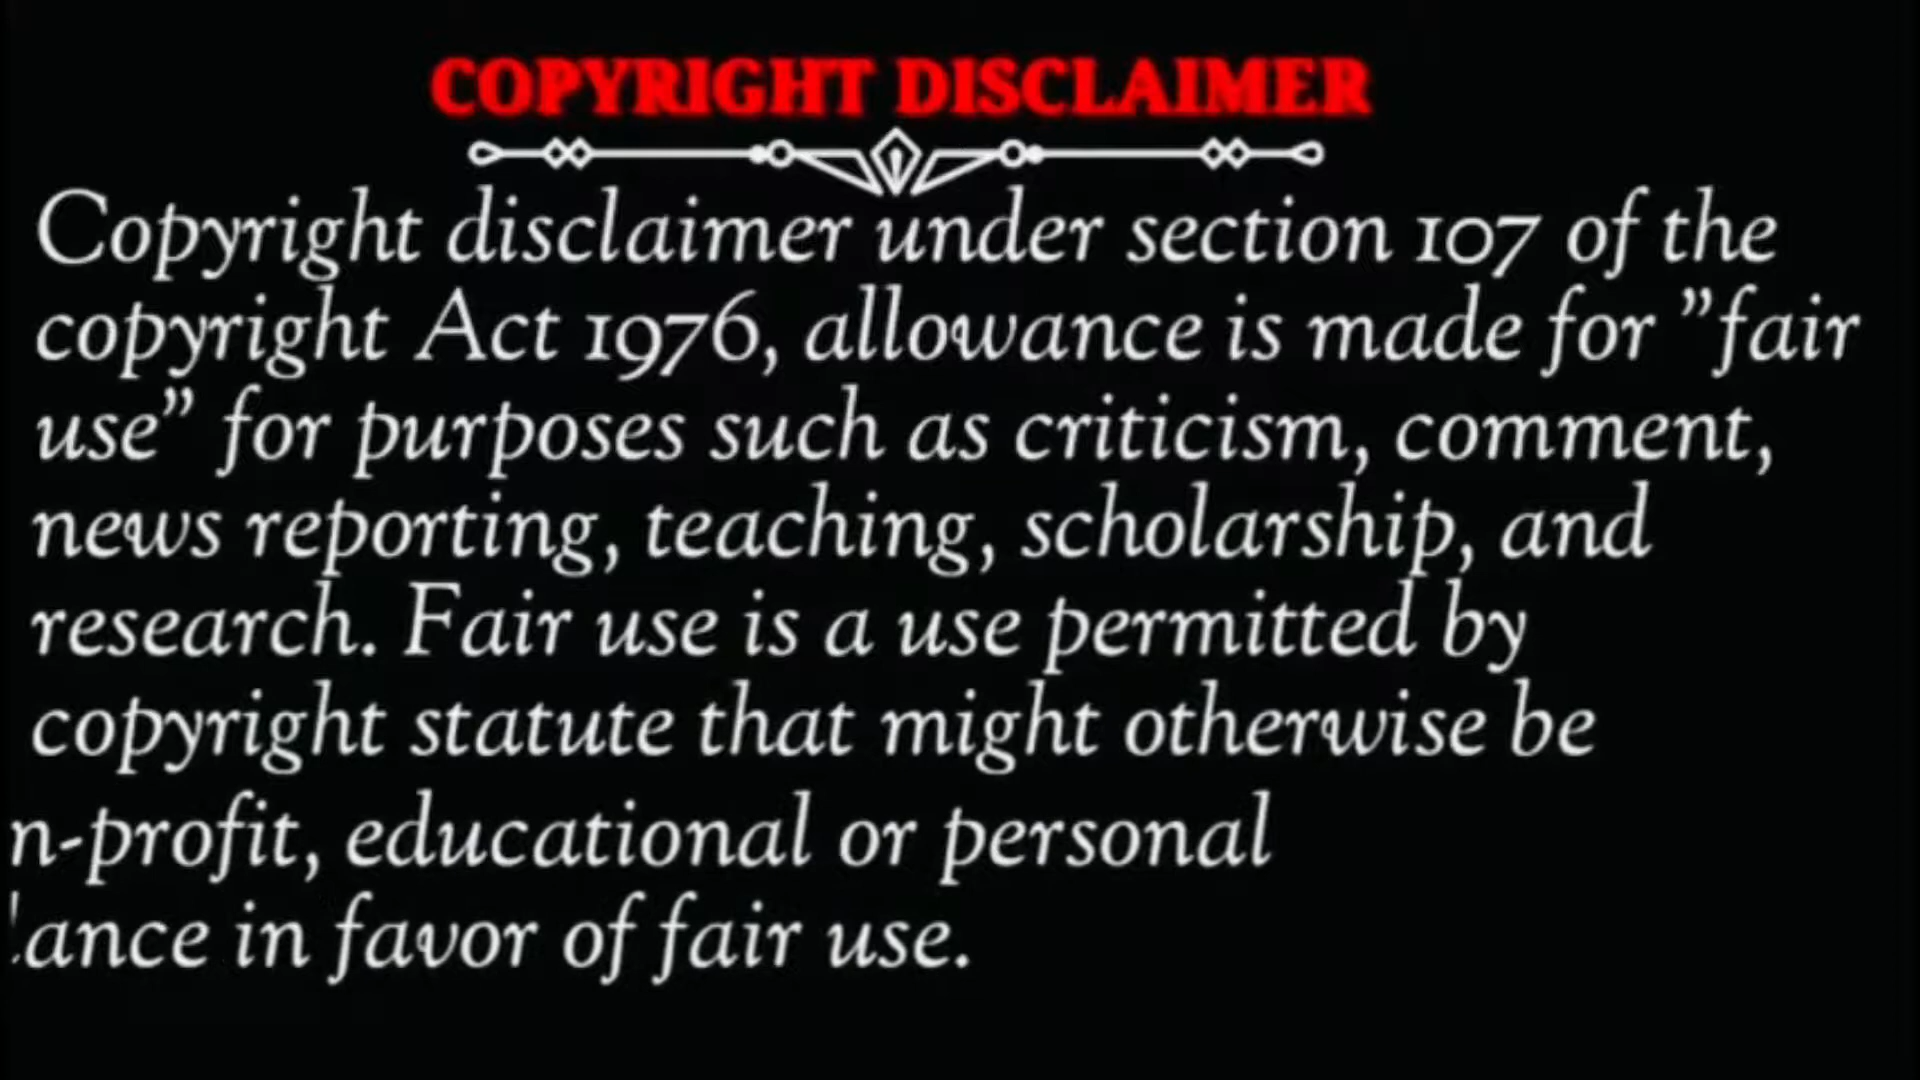 COPYRIGHT DISCLAIMER
Copyright disclaimer under section 107 of the
copyright Act 1976, allowance is made for ”fair
use” for purposes such as criticism, comment,
news reporting, teaching, scholarship, and
research. Fair use is a use permitted by
copyright statute that might otherwise be
n-profit, educational or personal
ance in favor of fair use.